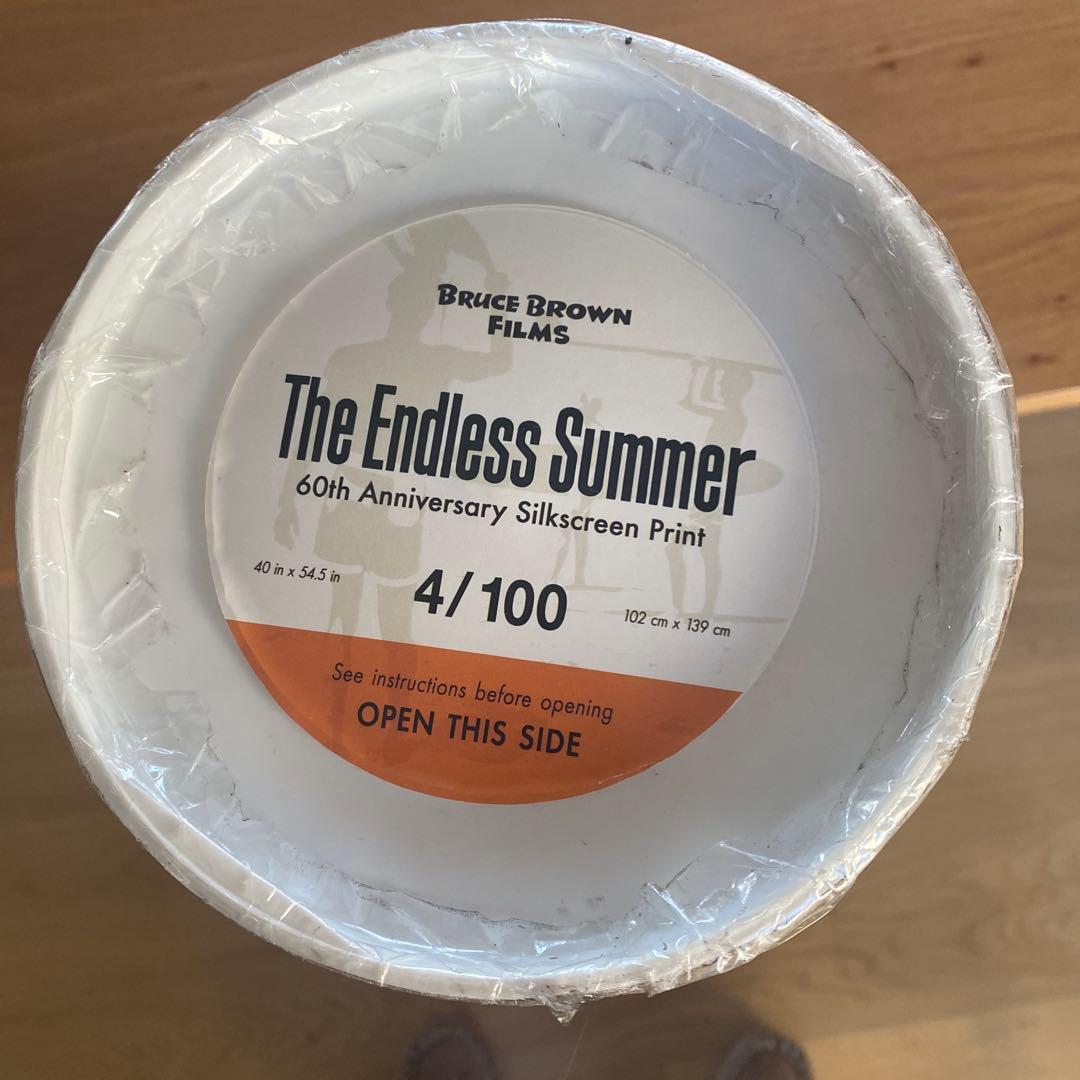 BRUCE BROWN
FILMS
The Endless Summer
60th Anniversary Silkscreen Print
40 in x 54.5 in
4/100
102 cm x 139 cm
See instructions before opening
OPEN THIS SIDE